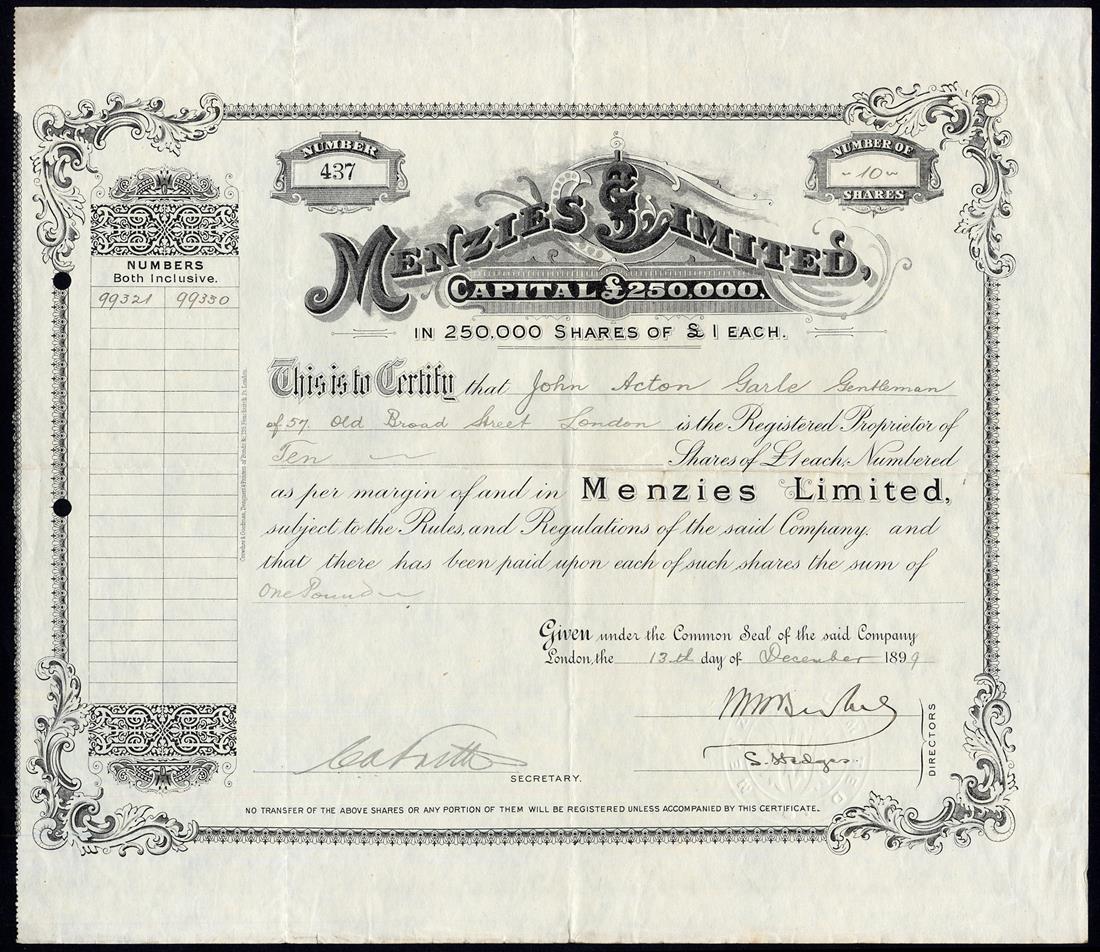 NUMBER
437
NUMBER OF
10
SHARES
MENZIES LIMITED,
CAPITAL £250,000,
IN 250,000 SHARES OF £1 EACH.
NUMBERS
Both Inclusive.
99321 99330
This is to Certify that John Acton Garle Gentleman
of 57. Old Broad Street London is the Registered Proprietor of
Ten Shares of £1 each, Numbered
as per margin of and in Menzies Limited,
subject to the Rules, and Regulations of the said Company. and
that there has been paid upon each of such shares the sum of
One Pound
Given under the Common Seal of the said Company
London, the 13th day of December 1899
S. Hedges.
DIRECTORS
SECRETARY.
NO TRANSFER OF THE ABOVE SHARES OR ANY PORTION OF THEM WILL BE REGISTERED UNLESS ACCOMPANIED BY THIS CERTIFICATE.